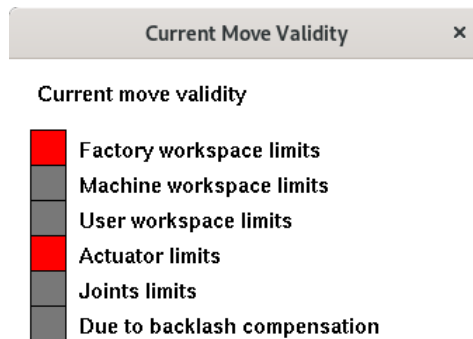 Current Move Validity
Current move validity
Factory workspace limits
Machine workspace limits
User workspace limits
Actuator limits
Joints limits
Due to backlash compensation